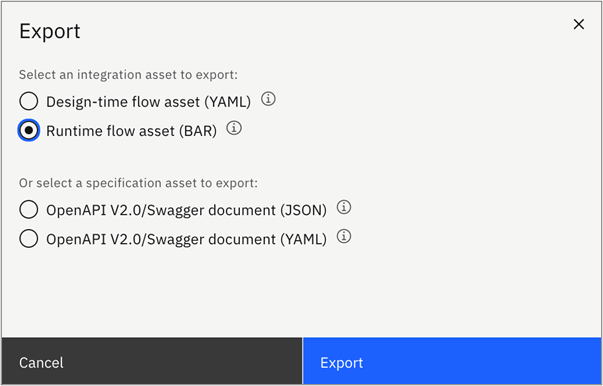 Export
Select an integration asset to export:
Design-time flow asset (YAML)
Runtime flow asset (BAR)
Or select a specification asset to export:
OpenAPI V2.0/Swagger document (JSON)
OpenAPI V2.0/Swagger document (YAML)
Cancel
Export